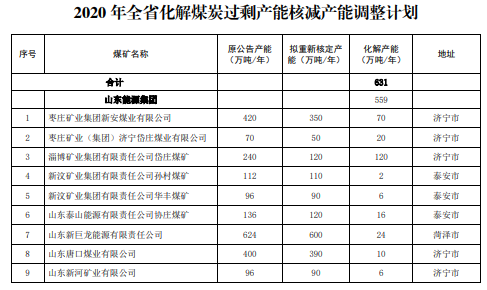 2020 年全省化解煤炭过剩产能核减产能调整计划
序号 煤矿名称 原公告产能（万吨/年） 拟重新核定产能（万吨/年） 化解产能（万吨/年） 地址
合计 631
山东能源集团 559
1 枣庄矿业集团新安煤业有限公司 420 350 70 济宁市
2 枣庄矿业（集团）济宁岱庄煤业有限公司 70 50 20 济宁市
3 淄博矿业集团有限责任公司岱庄煤矿 240 120 120 济宁市
4 新汶矿业集团有限责任公司孙村煤矿 112 110 2 泰安市
5 新汶矿业集团有限责任公司华丰煤矿 96 90 6 泰安市
6 山东泰山能源有限责任公司协庄煤矿 136 120 16 泰安市
7 山东新巨龙能源有限责任公司 624 600 24 菏泽市
8 山东唐口煤业有限公司 400 390 10 济宁市
9 山东新河矿业有限公司 96 90 6 济宁市